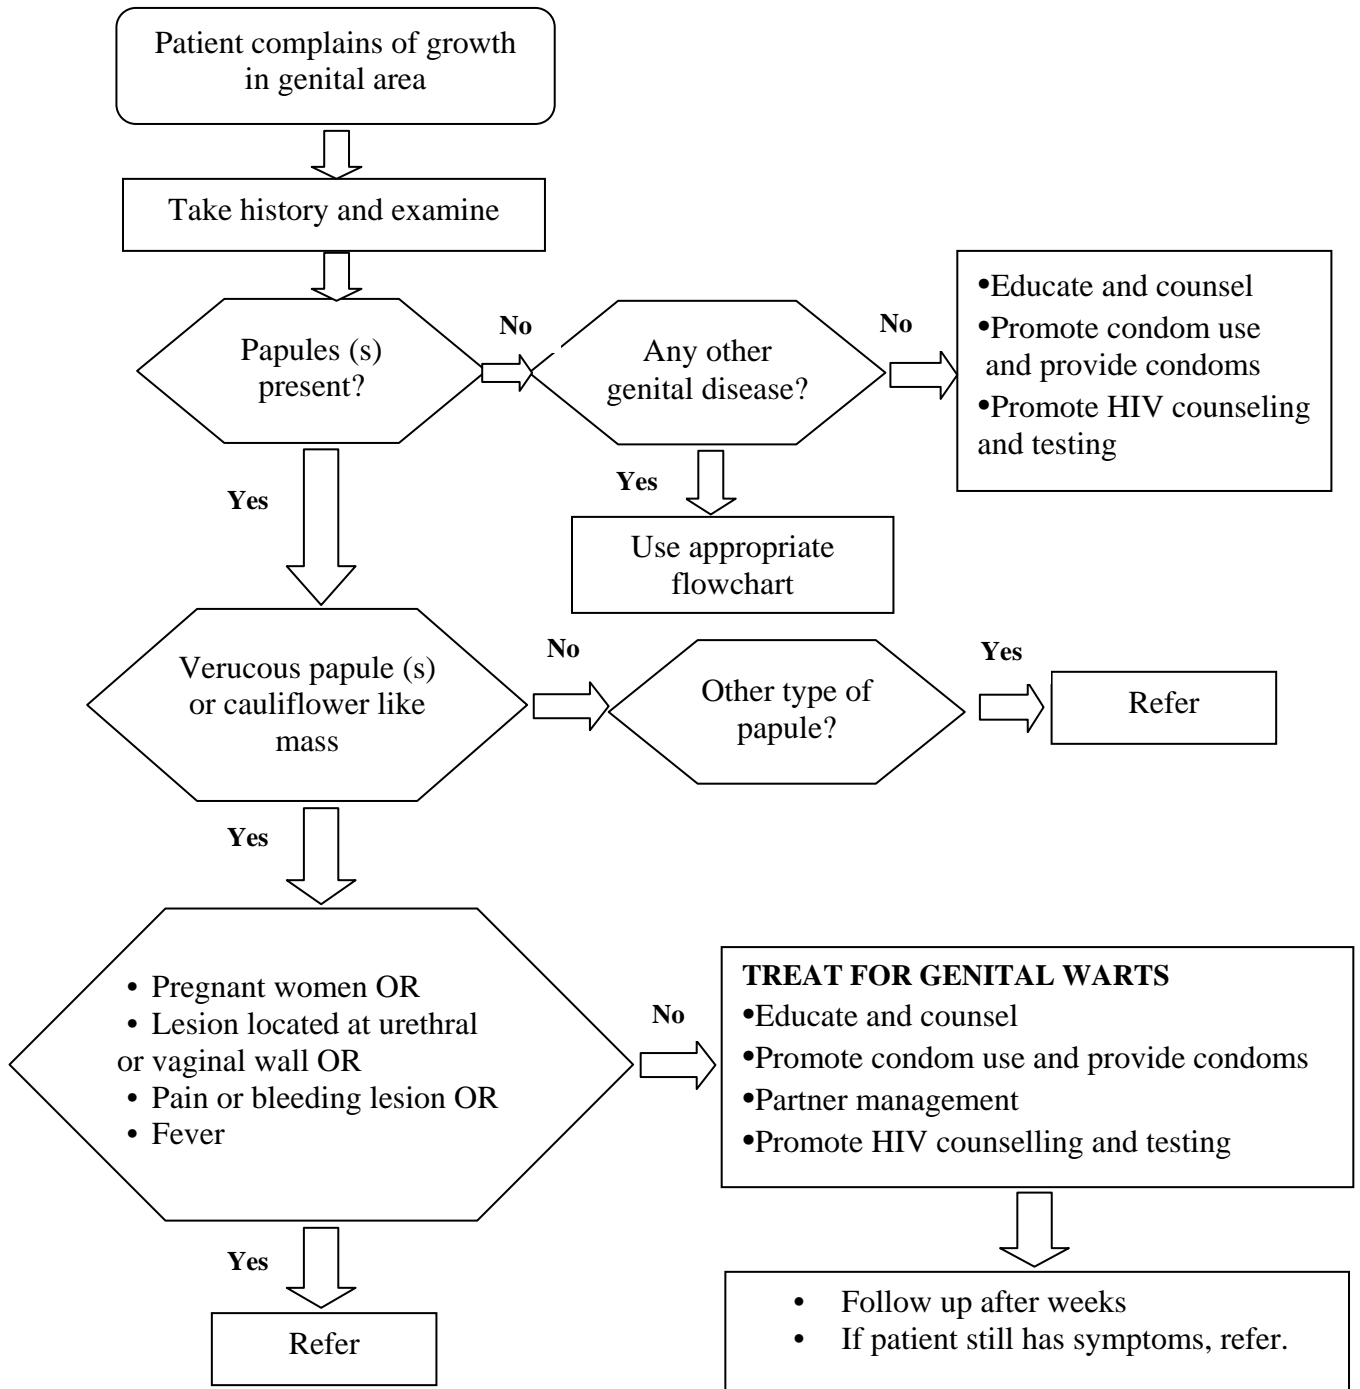 Patient complains of growth
in genital area
Take history and examine
Papules (s)
present?
No
Any other
genital disease?
No
•Educate and counsel
•Promote condom use
and provide condoms
•Promote HIV counseling
and testing
Yes
Yes
Use appropriate
flowchart
Verucous papule (s)
or cauliflower like
mass
No
Other type of
papule?
Yes
Refer
Yes
• Pregnant women OR
• Lesion located at urethral
or vaginal wall OR
• Pain or bleeding lesion OR
• Fever
No
TREAT FOR GENITAL WARTS
•Educate and counsel
•Promote condom use and provide condoms
•Partner management
•Promote HIV counselling and testing
Yes
Refer
• Follow up after weeks
• If patient still has symptoms, refer.